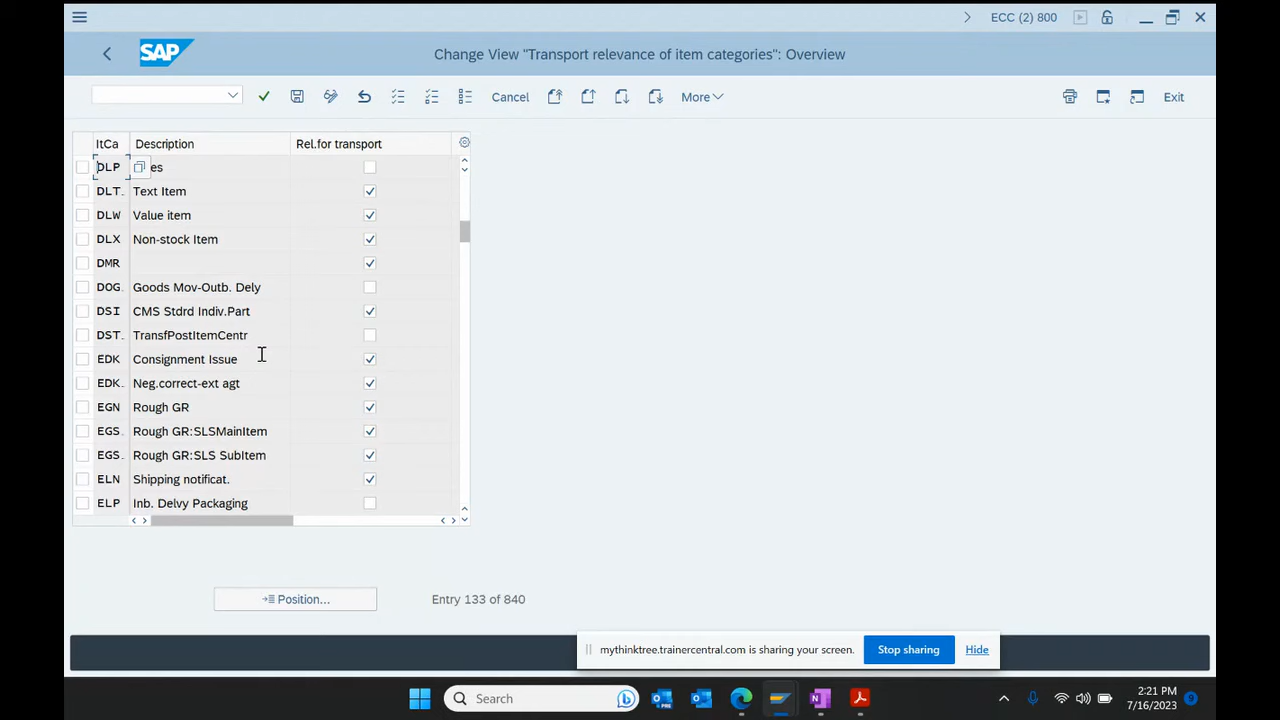 ECC (2) 800
SAP
Change View "Transport relevance of item categories": Overview
Cancel
More
Exit
ItCa Description Rel.for transport
DLP es
DLT. Text Item
DLW Value item
DLX Non-stock Item
DMR
DOG. Goods Mov-Outb. Dely
DSI CMS Stdrd Indiv.Part
DST. TransfPostItemCentr
EDK Consignment Issue
EDK. Neg.correct-ext agt
EGN Rough GR
EGS. Rough GR:SLSMainItem
EGS. Rough GR:SLS SubItem
ELN Shipping notificat.
ELP Inb. Delvy Packaging
Position... Entry 133 of 840
mythinktree.trainercentral.com is sharing your screen. Stop sharing Hide
Search
2:21 PM
7/16/2023